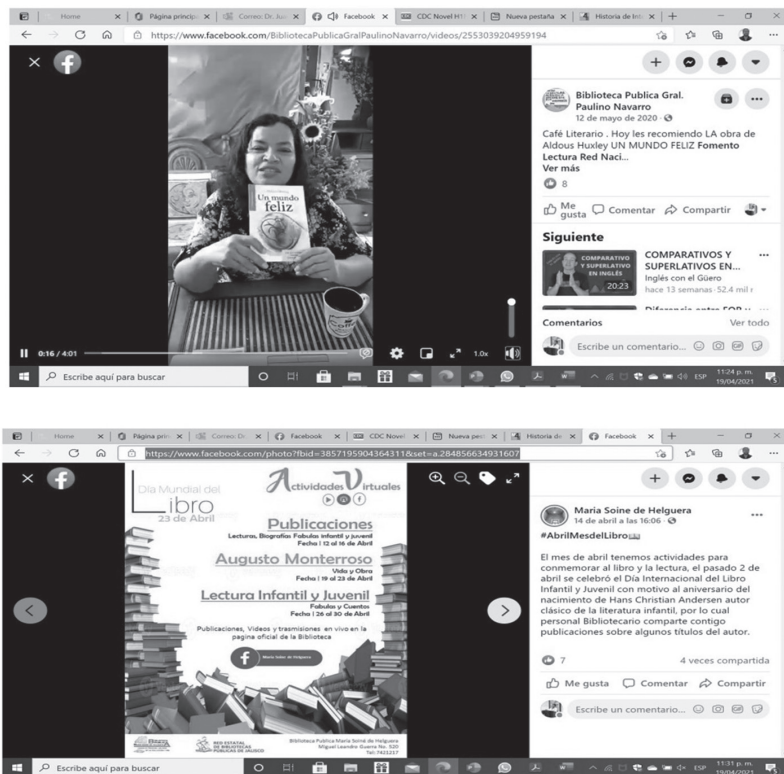 Home
Página princip
Correo: Dr. Jua
Facebook
CDC Novel H1
Nueva pestaña
Historia de Int
https://www.facebook.com/BibliotecaPublicaGralPaulinoNavarro/videos/2553039204959194
Biblioteca Publica Gral.
Paulino Navarro
12 de mayo de 2020
Café Literario . Hoy les recomiendo LA obra de
Aldous Huxley UN MUNDO FELIZ Fomento
Lectura Red Naci...
Ver más
8
Me gusta
Comentar
Compartir
Siguiente
COMPARATIVO
Y SUPERLATIVO
EN INGLÉS
20:23
COMPARATIVOS Y
SUPERLATIVOS EN...
Inglés con el Güero
hace 13 semanas · 52.4 mil r
Comentarios
Ver todo
Escribe un comentario...
Un mundo
feliz
0:16 / 4:01
1.0x
Escribe aquí para buscar
ESP
11:24 p. m.
19/04/2021
Home
Página prin
Correo: D
Facebook
CDC Novel
Nueva pes
Historia de
Facebook
https://www.facebook.com/photo?fbid=3857195904364311&set=a.284856634931607
Día Mundial del
Libro
23 de Abril
Actividades Virtuales
Publicaciones
Lecturas, Biografías Fabulas infantil y juvenil
Fecha | 12 al 16 de Abril
Augusto Monterroso
Vida y Obra
Fecha | 19 al 23 de Abril
Lectura Infantil y Juvenil
Fabulas y Cuentos
Fecha | 26 al 30 de Abril
Publicaciones, Videos y trasmisiones en vivo en la
pagina oficial de la Biblioteca
Maria Soine de Helguera
RED ESTATAL
DE BIBLIOTECAS
PÚBLICAS DE JALISCO
Biblioteca Pública Maria Soiné de Helguera
Miguel Leandro Guerra No. 320
Tel: 7421217
Maria Soine de Helguera
14 de abril a las 16:06
#AbrilMesdelLibro
El mes de abril tenemos actividades para
conmemorar al libro y la lectura, el pasado 2 de
abril se celebró el Día Internacional del Libro
Infantil y Juvenil con motivo al aniversario del
nacimiento de Hans Christian Andersen autor
clásico de la literatura infantil, por lo cual
personal Bibliotecario comparte contigo
publicaciones sobre algunos títulos del autor.
7
4 veces compartida
Me gusta
Comentar
Compartir
Escribe un comentario...
Escribe aquí para buscar
ESP
11:31 p. m.
19/04/2021